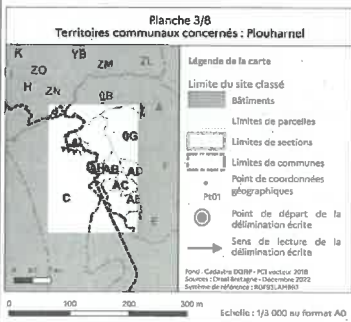 Planche 3/8
Territoires communaux concernés : Plouharnel
K
YB
ZO
ZM
ZL
H
ZN
0B
A
0G
AB
AD
C
AC
AE
E
Légende de la carte
Limite du site classé
Bâtiments
Limites de parcelles
Limites de sections
Limites de communes
Point de coordonnées
géographiques
Pt01
Point de départ de la
délimitation écrite
Sens de lecture de la
délimitation écrite
Fond : Cadastre DGFIP - PCI vecteur 2018
Sources : Dreal Bretagne - Décembre 2022
Système de référence : RGF93LAMB93
0 100 200 300 m
Echelle : 1/3 000 au format A0